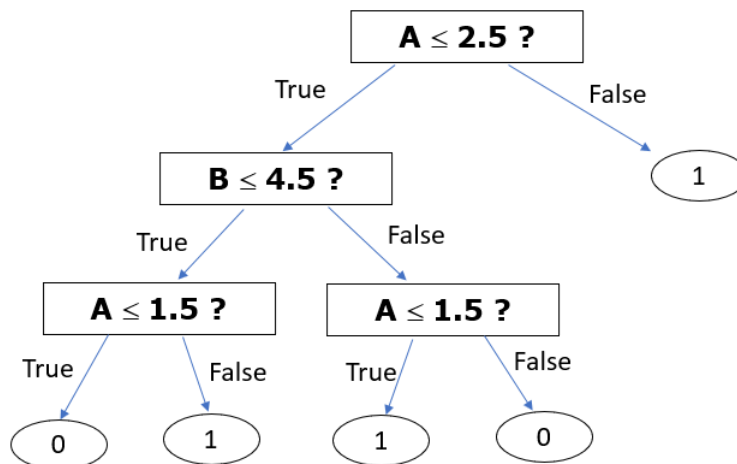 A ≤ 2.5 ?
True
False
B ≤ 4.5 ?
1
True
False
A ≤ 1.5 ?
A ≤ 1.5 ?
True
False
True
False
0
1
1
0